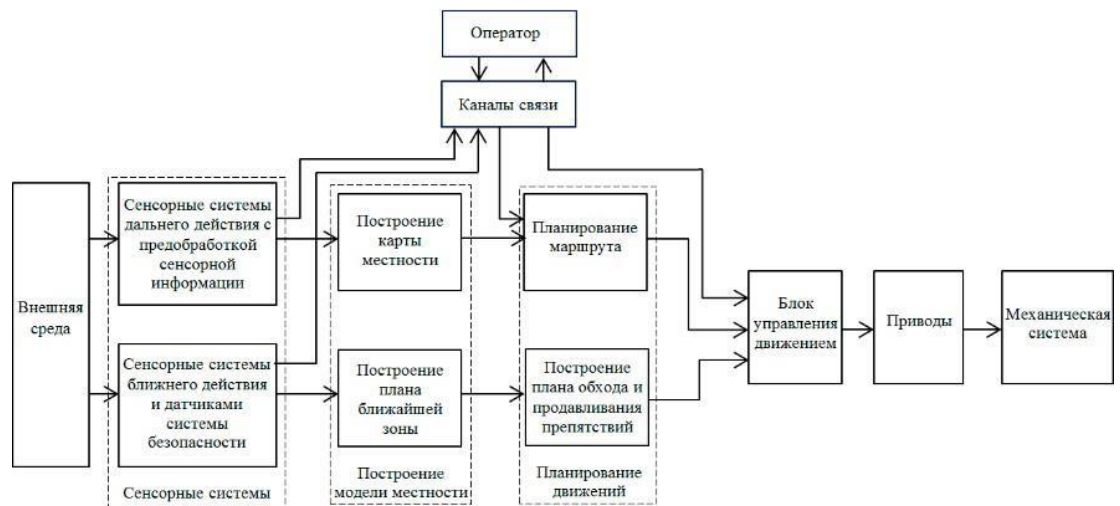 Оператор
Каналы связи
Внешняя
среда
Сенсорные системы
дальнего действия с
предобработкой
сенсорной
информации
Построение
карты
местности
Планирование
маршрута
Сенсорные системы
ближнего действия
и датчиками
системы
безопасности
Построение
плана
ближайшей
зоны
Построение
плана обхода и
продавливания
препятствий
Блок
управления
движением
Приводы
Механическая
система
Сенсорные системы
Построение
модели местности
Планирование
движений